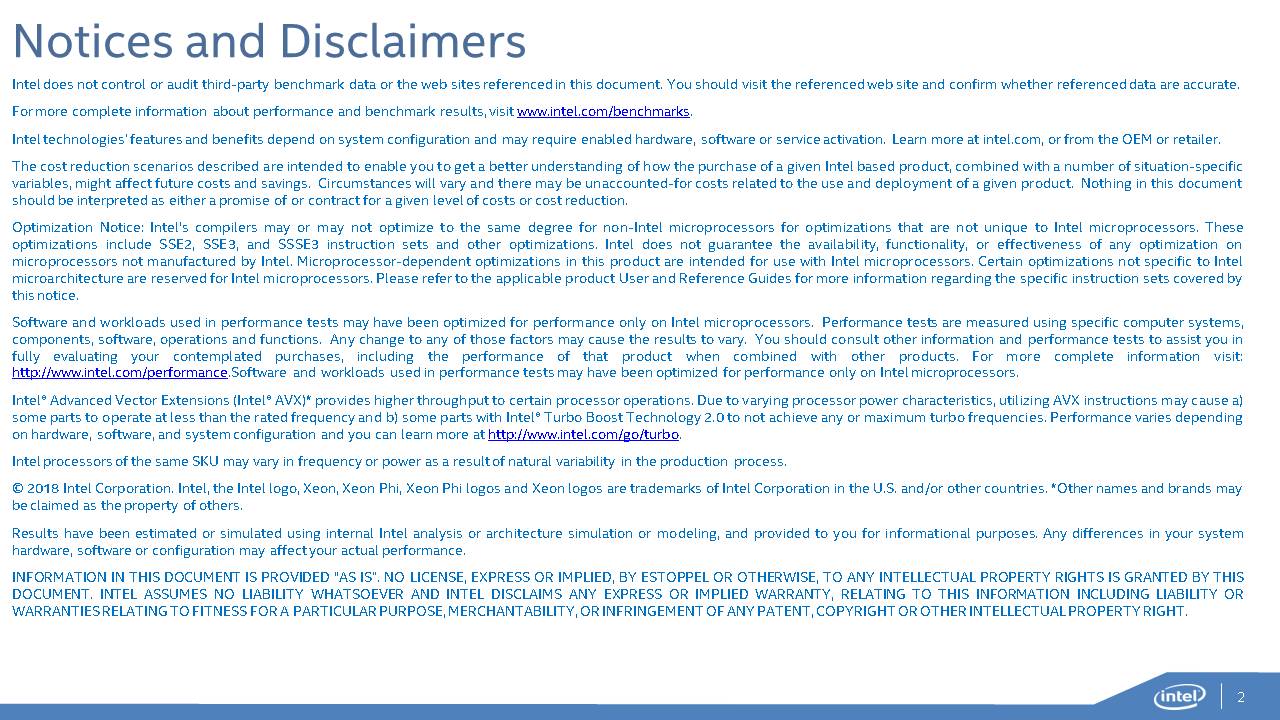 Notices and Disclaimers
Intel does not control or audit third-party benchmark data or the web sites referenced in this document. You should visit the referenced web site and confirm whether referenced data are accurate.
For more complete information about performance and benchmark results, visit www.intel.com/benchmarks.
Intel technologies' features and benefits depend on system configuration and may require enabled hardware, software or service activation. Learn more at intel.com, or from the OEM or retailer.
The cost reduction scenarios described are intended to enable you to get a better understanding of how the purchase of a given Intel based product, combined with a number of situation-specific
variables, might affect future costs and savings. Circumstances will vary and there may be unaccounted-for costs related to the use and deployment of a given product. Nothing in this document
should be interpreted as either a promise of or contract for a given level of costs or cost reduction.
Optimization Notice: Intel's compilers may or may not optimize to the same degree for non-Intel microprocessors for optimizations that are not unique to Intel microprocessors. These
optimizations include SSE2, SSE3, and SSSE3 instruction sets and other optimizations. Intel does not guarantee the availability, functionality, or effectiveness of any optimization on
microprocessors not manufactured by Intel. Microprocessor-dependent optimizations in this product are intended for use with Intel microprocessors. Certain optimizations not specific to Intel
microarchitecture are reserved for Intel microprocessors. Please refer to the applicable product User and Reference Guides for more information regarding the specific instruction sets covered by
this notice.
Software and workloads used in performance tests may have been optimized for performance only on Intel microprocessors. Performance tests are measured using specific computer systems,
components, software, operations and functions. Any change to any of those factors may cause the results to vary. You should consult other information and performance tests to assist you in
fully evaluating your contemplated purchases, including the performance of that product when combined with other products. For more complete information visit:
http://www.intel.com/performance.Software and workloads used in performance tests may have been optimized for performance only on Intel microprocessors.
Intel® Advanced Vector Extensions (Intel® AVX)* provides higher throughput to certain processor operations. Due to varying processor power characteristics, utilizing AVX instructions may cause a)
some parts to operate at less than the rated frequency and b) some parts with Intel® Turbo Boost Technology 2.0 to not achieve any or maximum turbo frequencies. Performance varies depending
on hardware, software, and system configuration and you can learn more at http://www.intel.com/go/turbo.
Intel processors of the same SKU may vary in frequency or power as a result of natural variability in the production process.
© 2018 Intel Corporation. Intel, the Intel logo, Xeon, Xeon Phi, Xeon Phi logos and Xeon logos are trademarks of Intel Corporation in the U.S. and/or other countries. *Other names and brands may
be claimed as the property of others.
Results have been estimated or simulated using internal Intel analysis or architecture simulation or modeling, and provided to you for informational purposes. Any differences in your system
hardware, software or configuration may affect your actual performance.
INFORMATION IN THIS DOCUMENT IS PROVIDED "AS IS". NO LICENSE, EXPRESS OR IMPLIED, BY ESTOPPEL OR OTHERWISE, TO ANY INTELLECTUAL PROPERTY RIGHTS IS GRANTED BY THIS
DOCUMENT. INTEL ASSUMES NO LIABILITY WHATSOEVER AND INTEL DISCLAIMS ANY EXPRESS OR IMPLIED WARRANTY, RELATING TO THIS INFORMATION INCLUDING LIABILITY OR
WARRANTIES RELATING TO FITNESS FOR A PARTICULAR PURPOSE, MERCHANTABILITY, OR INFRINGEMENT OF ANY PATENT, COPYRIGHT OR OTHER INTELLECTUAL PROPERTY RIGHT.
intel 2